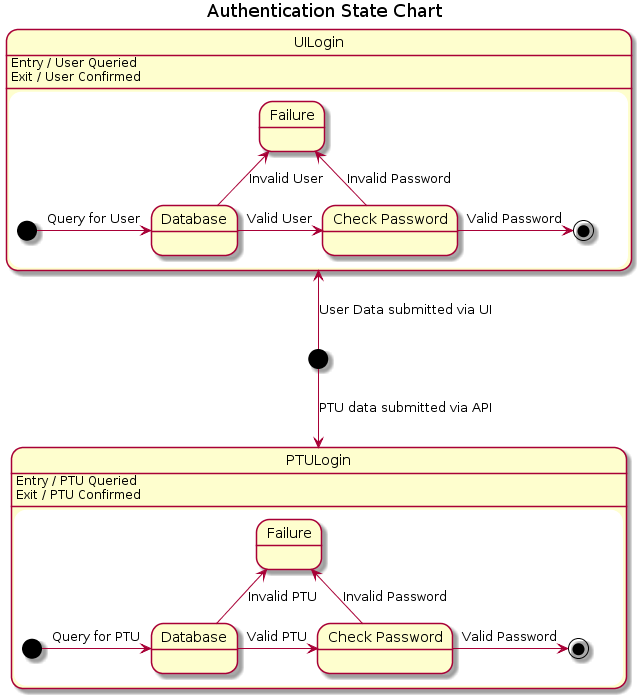 Authentication State Chart
UILogin
Entry / User Queried
Exit / User Confirmed
Failure
Invalid User
Invalid Password
Query for User
Database
Valid User
Check Password
Valid Password
User Data submitted via UI
PTU data submitted via API
PTULogin
Entry / PTU Queried
Exit / PTU Confirmed
Failure
Invalid PTU
Invalid Password
Query for PTU
Database
Valid PTU
Check Password
Valid Password